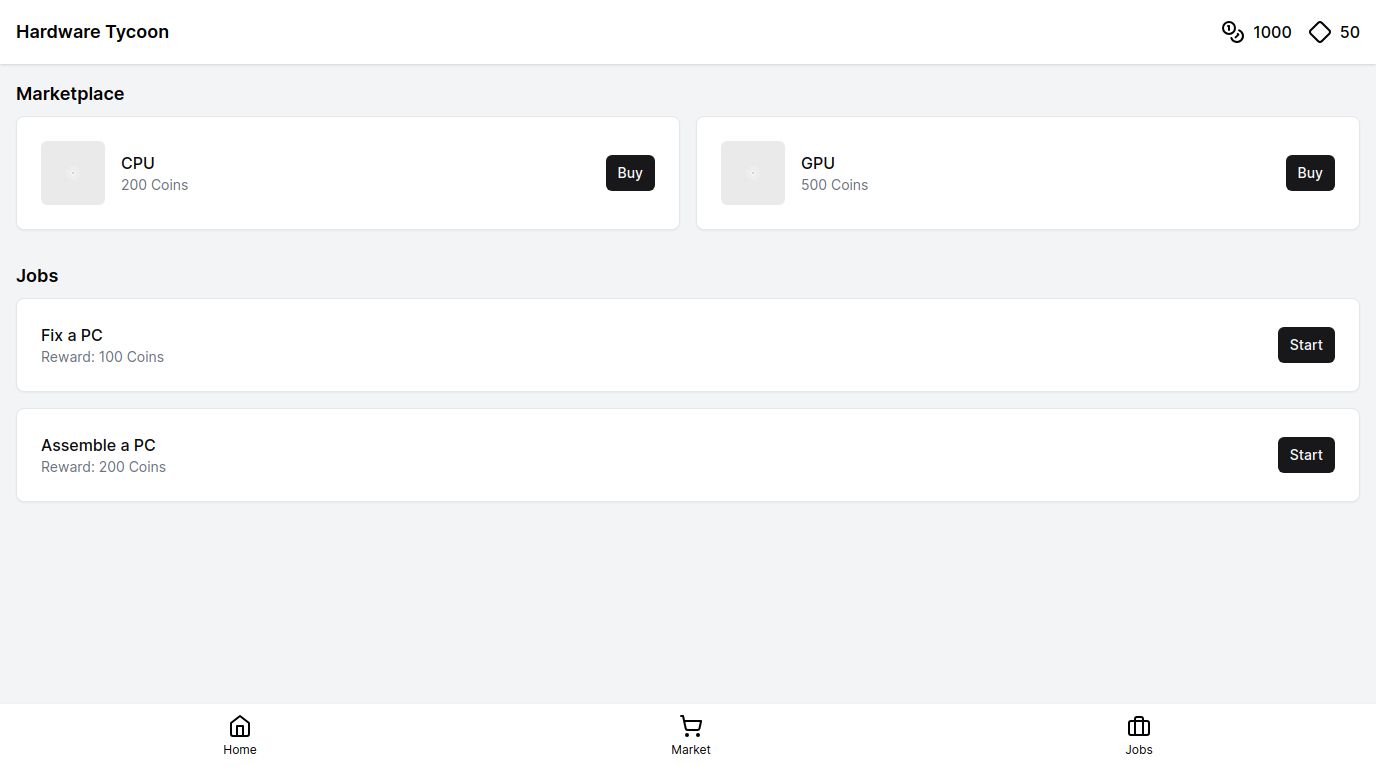 Hardware Tycoon
1000
50
Marketplace
CPU
200 Coins
Buy
GPU
500 Coins
Buy
Jobs
Fix a PC
Reward: 100 Coins
Start
Assemble a PC
Reward: 200 Coins
Start
Home
Market
Jobs